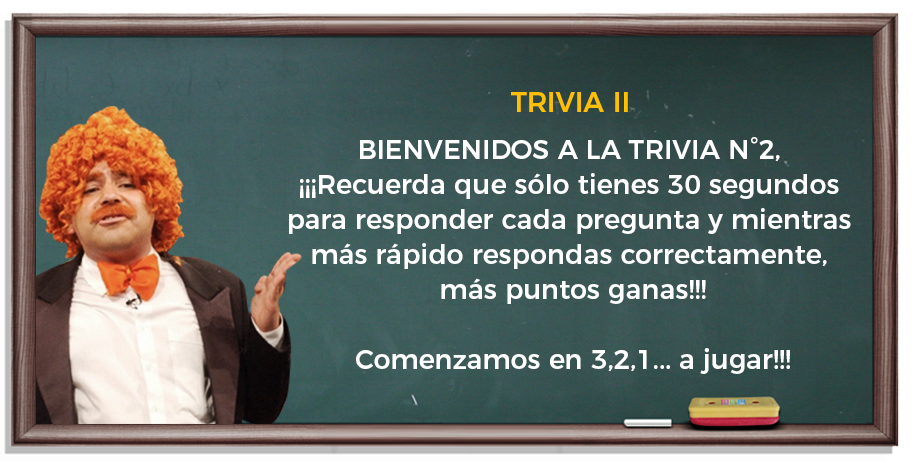 TRIVIA II
BIENVENIDOS A LA TRIVIA N°2,
¡¡¡Recuerda que sólo tienes 30 segundos
para responder cada pregunta y mientras
más rápido respondas correctamente,
más puntos ganas!!!
Comenzamos en 3,2,1... a jugar!!!